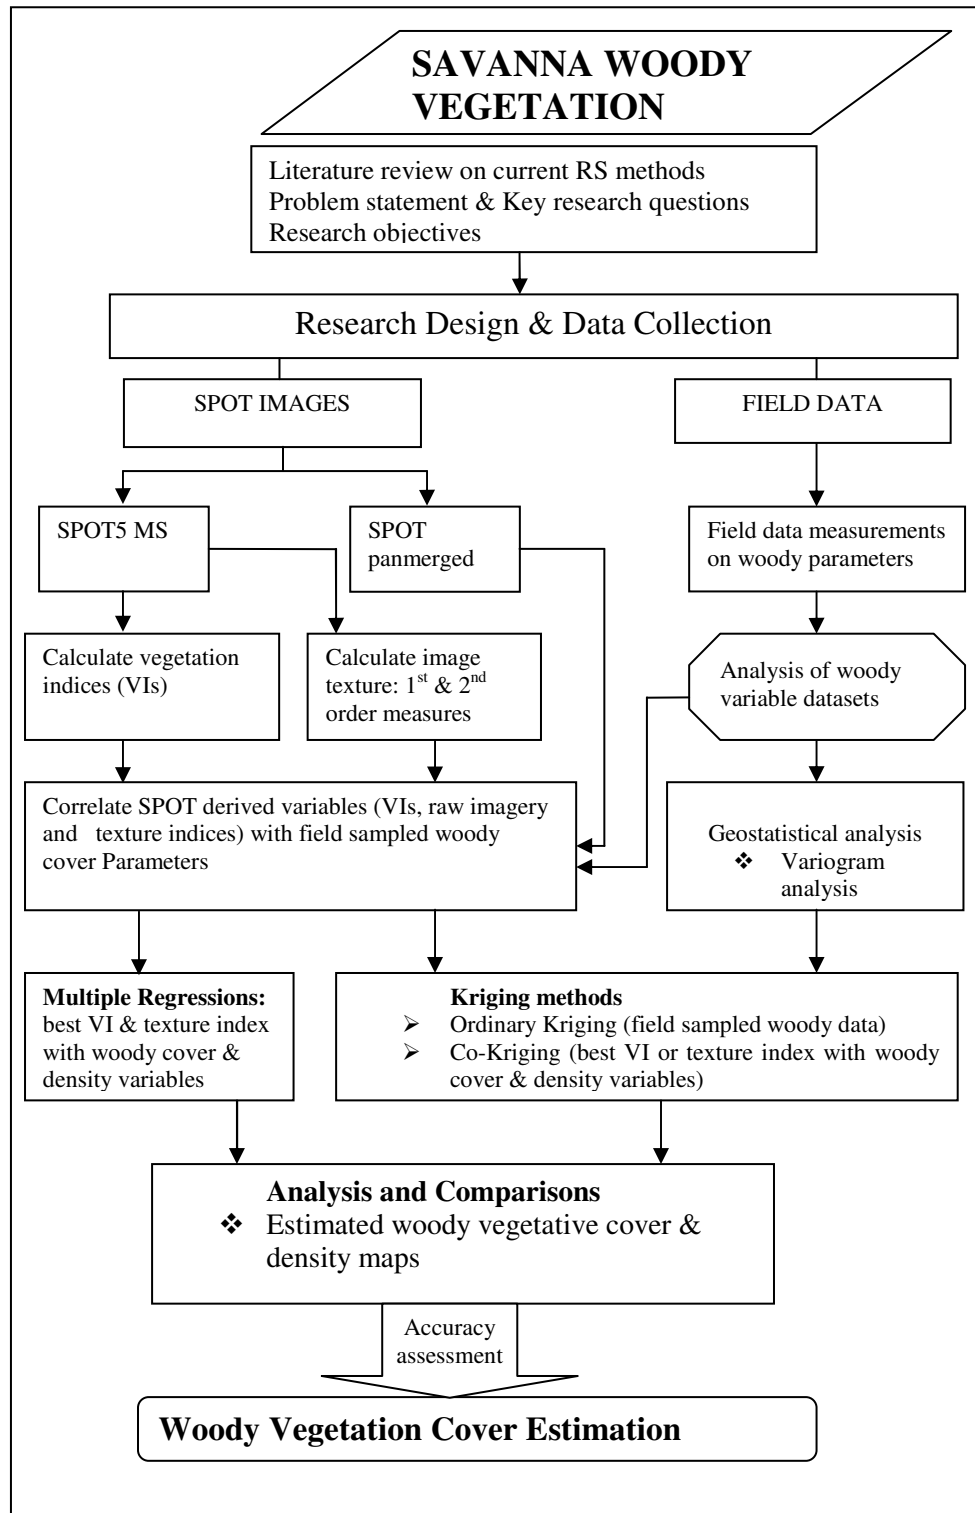 SAVANNA WOODY
VEGETATION
Literature review on current RS methods
Problem statement & Key research questions
Research objectives
Research Design & Data Collection
SPOT IMAGES
FIELD DATA
SPOT5 MS
SPOT
panmerged
Field data measurements
on woody parameters
Calculate vegetation
indices (VIs)
Calculate image
texture: 1st & 2nd
order measures
Analysis of woody
variable datasets
Correlate SPOT derived variables (VIs, raw imagery
and texture indices) with field sampled woody
cover Parameters
Geostatistical analysis
❖ Variogram
analysis
Multiple Regressions:
best VI & texture index
with woody cover &
density variables
Kriging methods
➢ Ordinary Kriging (field sampled woody data)
➢ Co-Kriging (best VI or texture index with woody
cover & density variables)
Analysis and Comparisons
❖ Estimated woody vegetative cover &
density maps
Accuracy
assessment
Woody Vegetation Cover Estimation